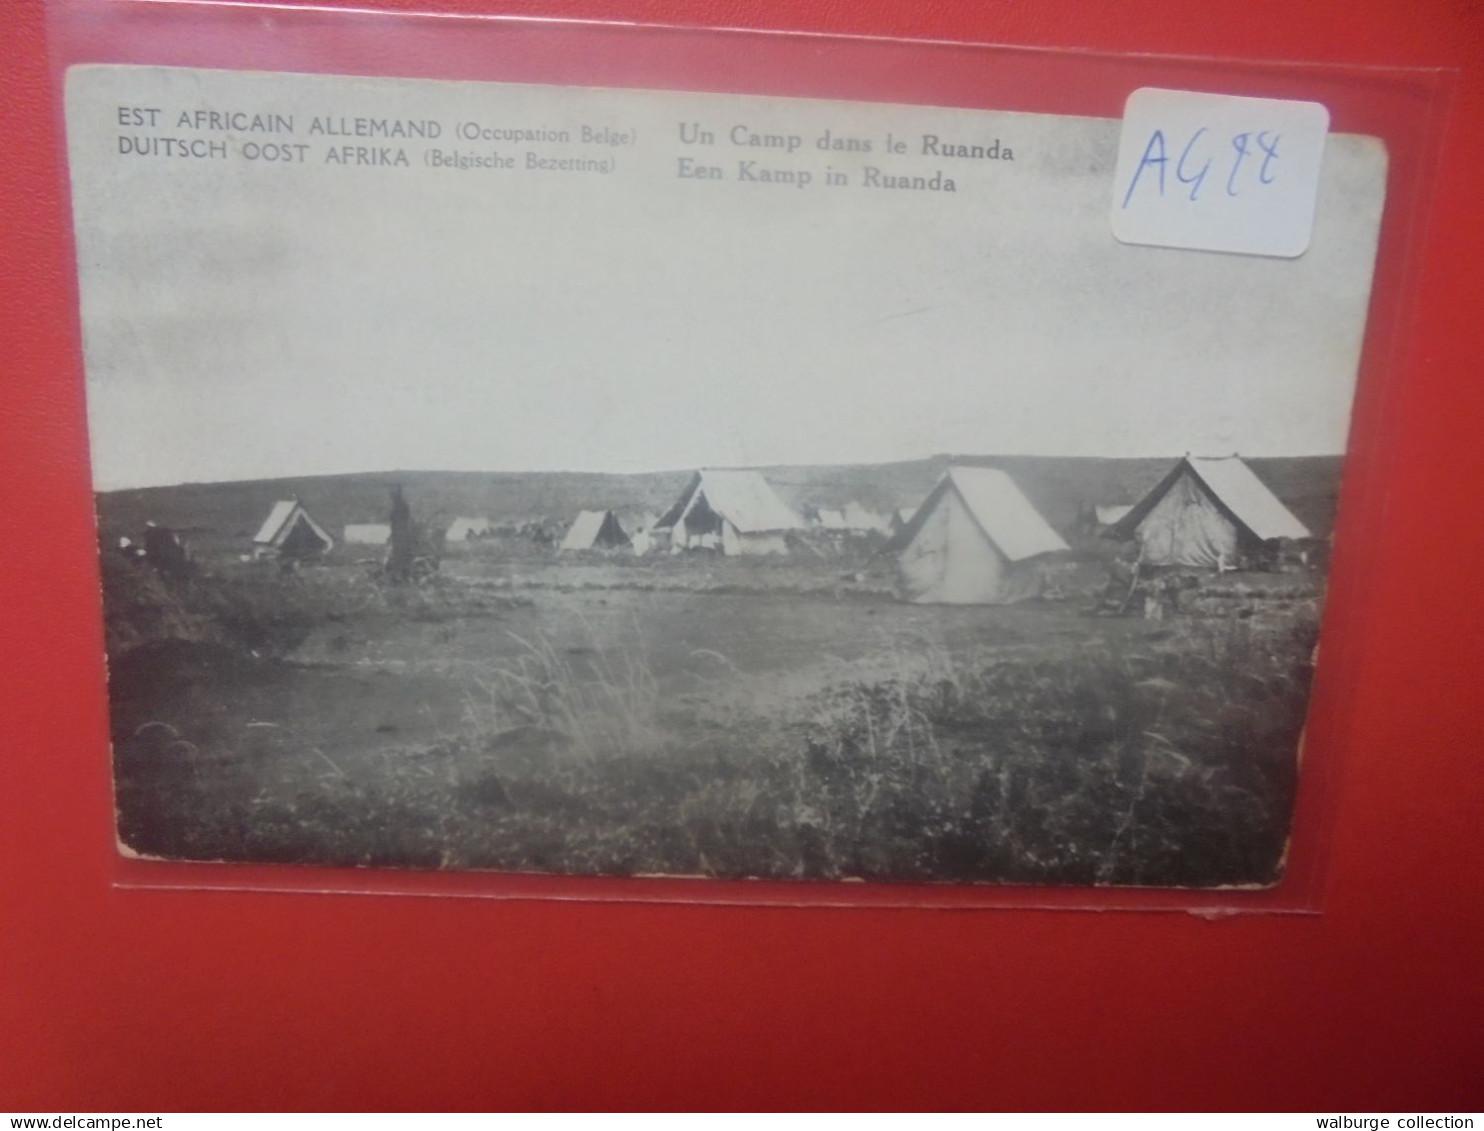 EST AFRICAIN ALLEMAND (Occupation Belge)
DUITSCH OOST AFRIKA (Belgische Bezetting)
Un Camp dans le Ruanda
Een Kamp in Ruanda
www.delcampe.net
walburge collection